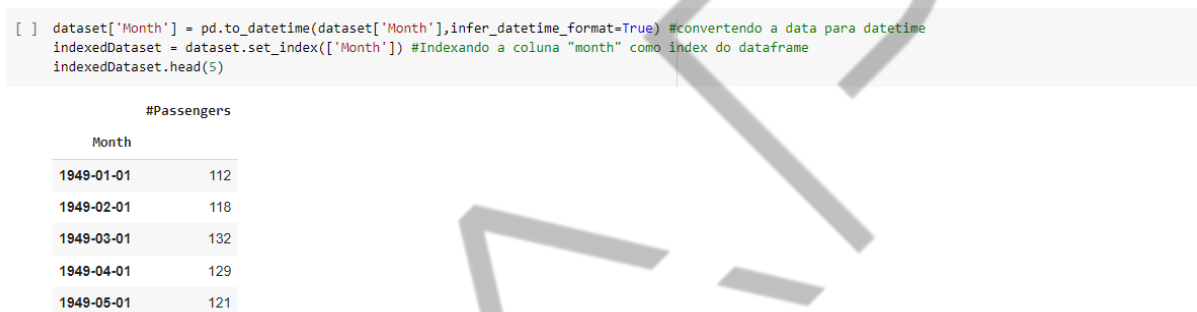 [ ] dataset['Month'] = pd.to_datetime(dataset['Month'],infer_datetime_format=True) #convertendo a data para datetime
indexedDataset = dataset.set_index(['Month']) #Indexando a coluna "month" como index do dataframe
indexedDataset.head(5)
#Passengers
Month
1949-01-01 112
1949-02-01 118
1949-03-01 132
1949-04-01 129
1949-05-01 121